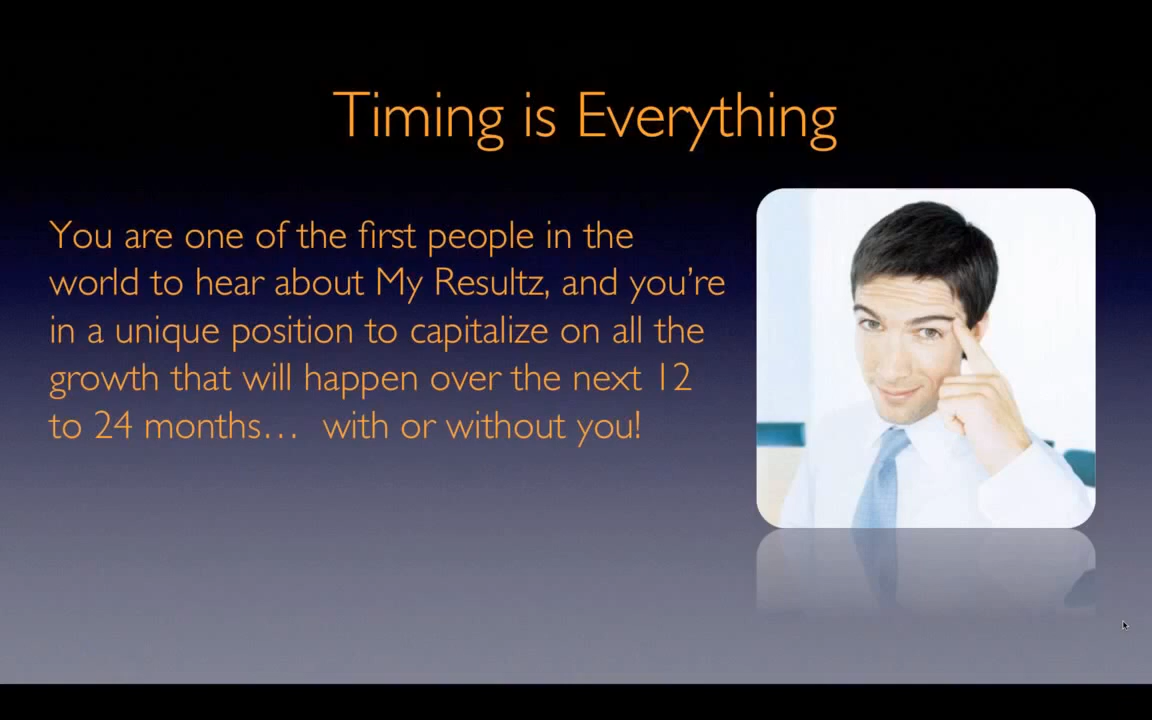 Timing is Everything
You are one of the first people in the
world to hear about My Resultz, and you’re
in a unique position to capitalize on all the
growth that will happen over the next 12
to 24 months…  with or without you!